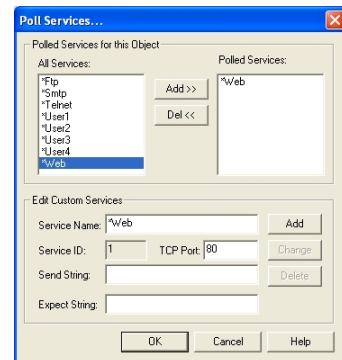 Poll Services...
Polled Services for this Object
All Services:
Polled Services:
*Ftp
*Smtp
*Telnet
*User1
*User2
*User3
*User4
*Web
Add >>
Del <<
*Web
Edit Custom Services
Service Name: *Web
Add
Service ID: 1 TCP Port: 80
Change
Send String:
Delete
Expect String:
OK Cancel Help